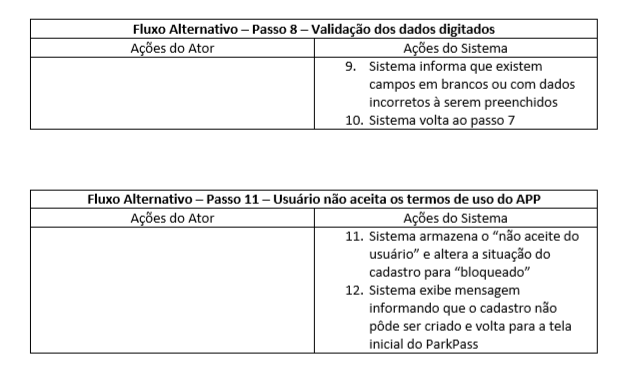 Fluxo Alternativo – Passo 8 – Validação dos dados digitados
Ações do Ator
Ações do Sistema
9. Sistema informa que existem
campos em brancos ou com dados
incorretos à serem preenchidos
10. Sistema volta ao passo 7
Fluxo Alternativo – Passo 11 – Usuário não aceita os termos de uso do APP
Ações do Ator
Ações do Sistema
11. Sistema armazena o “não aceite do
usuário” e altera a situação do
cadastro para “bloqueado”
12. Sistema exibe mensagem
informando que o cadastro não
pôde ser criado e volta para a tela
inicial do ParkPass